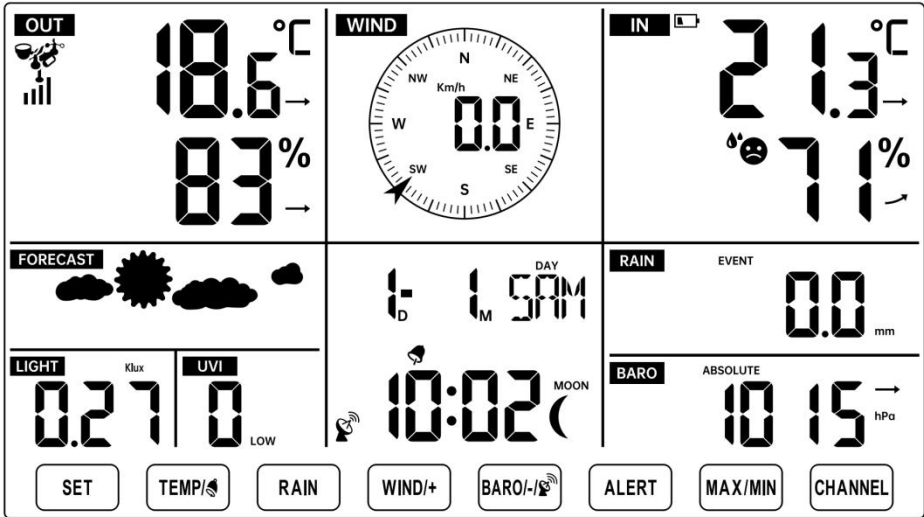 OUT
18.6 °C
83 %
WIND
N
NW
NE
Km/h
0.0
W
E
SW
SE
S
IN
21.3 °C
71 %
FORECAST
DAY
1D- 1M SAM
RAIN
EVENT
0.0 mm
LIGHT
Klux
0.27
UVI
0 LOW
10:02
MOON
BARO
ABSOLUTE
1015 hPa
SET
TEMP/
RAIN
WIND/+
BARO/-/
ALERT
MAX/MIN
CHANNEL